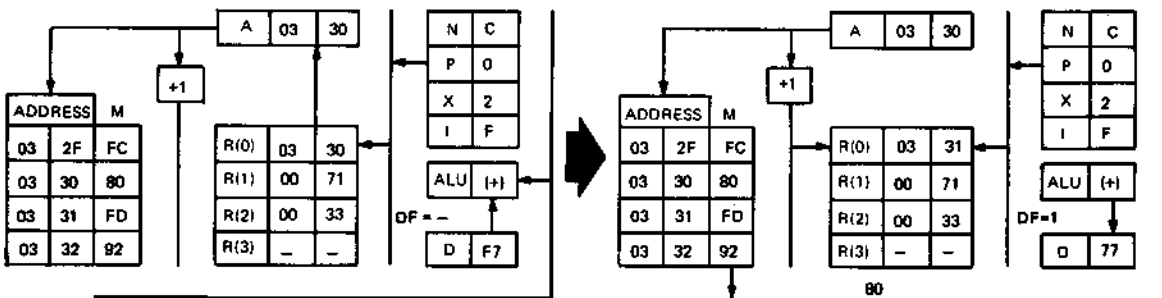 A 03 30
N C
P 0
X 2
I F
+1
ADDRESS M
03 2F FC
03 30 80
03 31 FD
03 32 92
R(0) 03 30
R(1) 00 71
R(2) 00 33
R(3) – –
ALU (+)
DF = –
D F7
A 03 30
N C
P 0
X 2
I F
+1
ADDRESS M
03 2F FC
03 30 80
03 31 FD
03 32 92
R(0) 03 31
R(1) 00 71
R(2) 00 33
R(3) – –
ALU (+)
DF=1
D 77
80